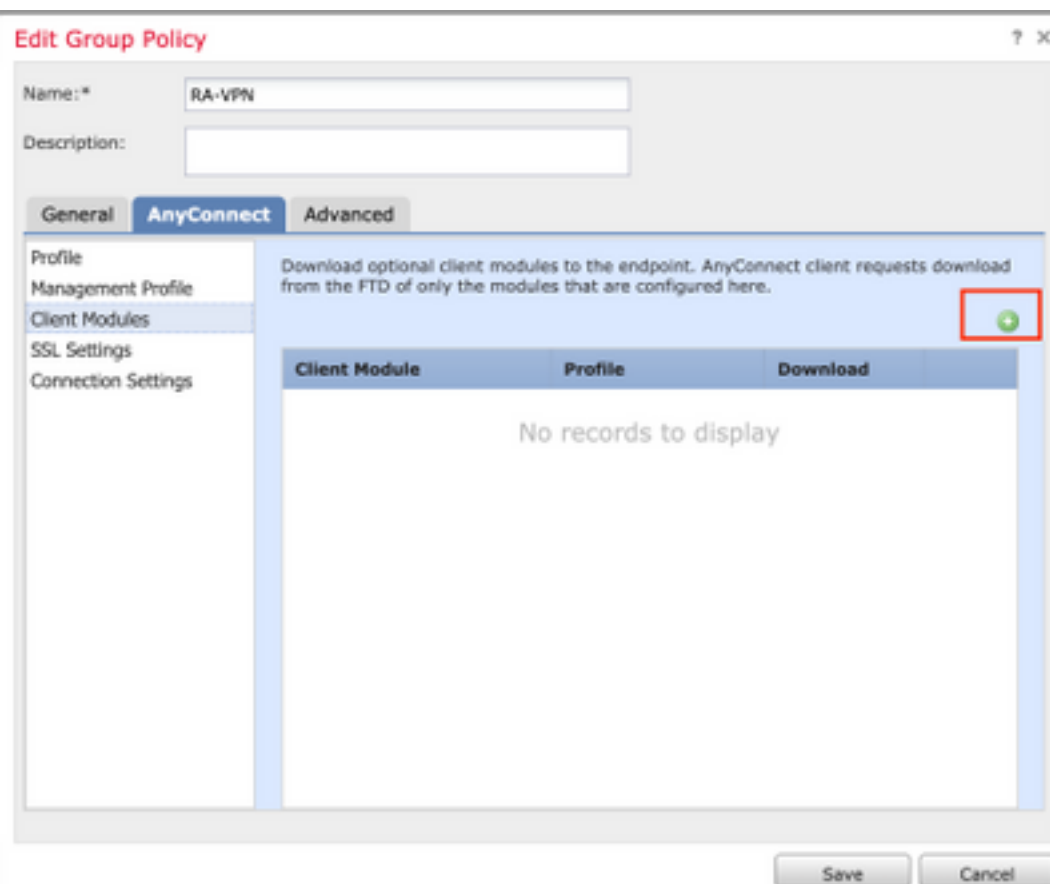 Edit Group Policy
? X
Name:* RA-VPN
Description:
General AnyConnect Advanced
Profile
Management Profile
Client Modules
SSL Settings
Connection Settings
Download optional client modules to the endpoint. AnyConnect client requests download
from the FTD of only the modules that are configured here.
Client Module Profile Download
No records to display
Save Cancel